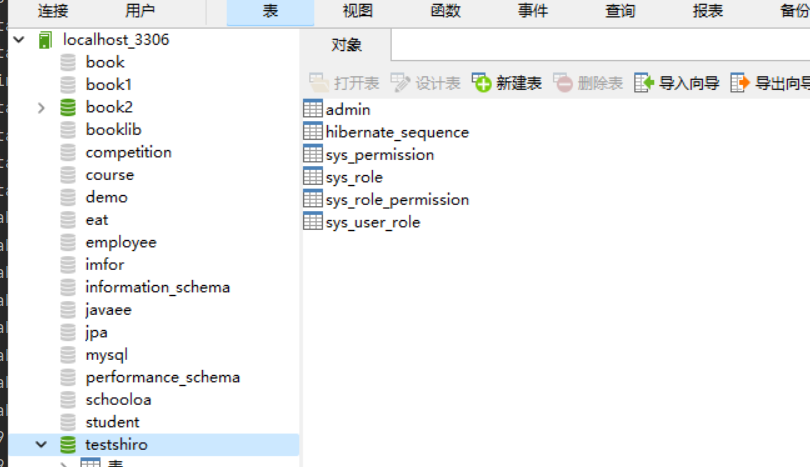 连接 用户 表 视图 函数 事件 查询 报表 备份
localhost_3306
book
book1
book2
booklib
competition
course
demo
eat
employee
imfor
information_schema
javaee
jpa
mysql
performance_schema
schooloa
student
testshiro
表
对象
打开表 设计表 新建表 删除表 导入向导 导出向导
admin
hibernate_sequence
sys_permission
sys_role
sys_role_permission
sys_user_role